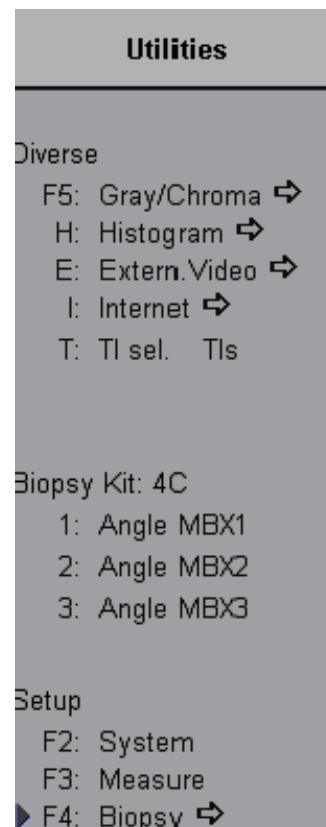 Utilities
Diverse
F5: Gray/Chroma ⇨
H: Histogram ⇨
E: Extern.Video ⇨
I: Internet ⇨
T: TI sel. TIs
Biopsy Kit: 4C
1: Angle MBX1
2: Angle MBX2
3: Angle MBX3
Setup
F2: System
F3: Measure
F4: Biopsy ⇨